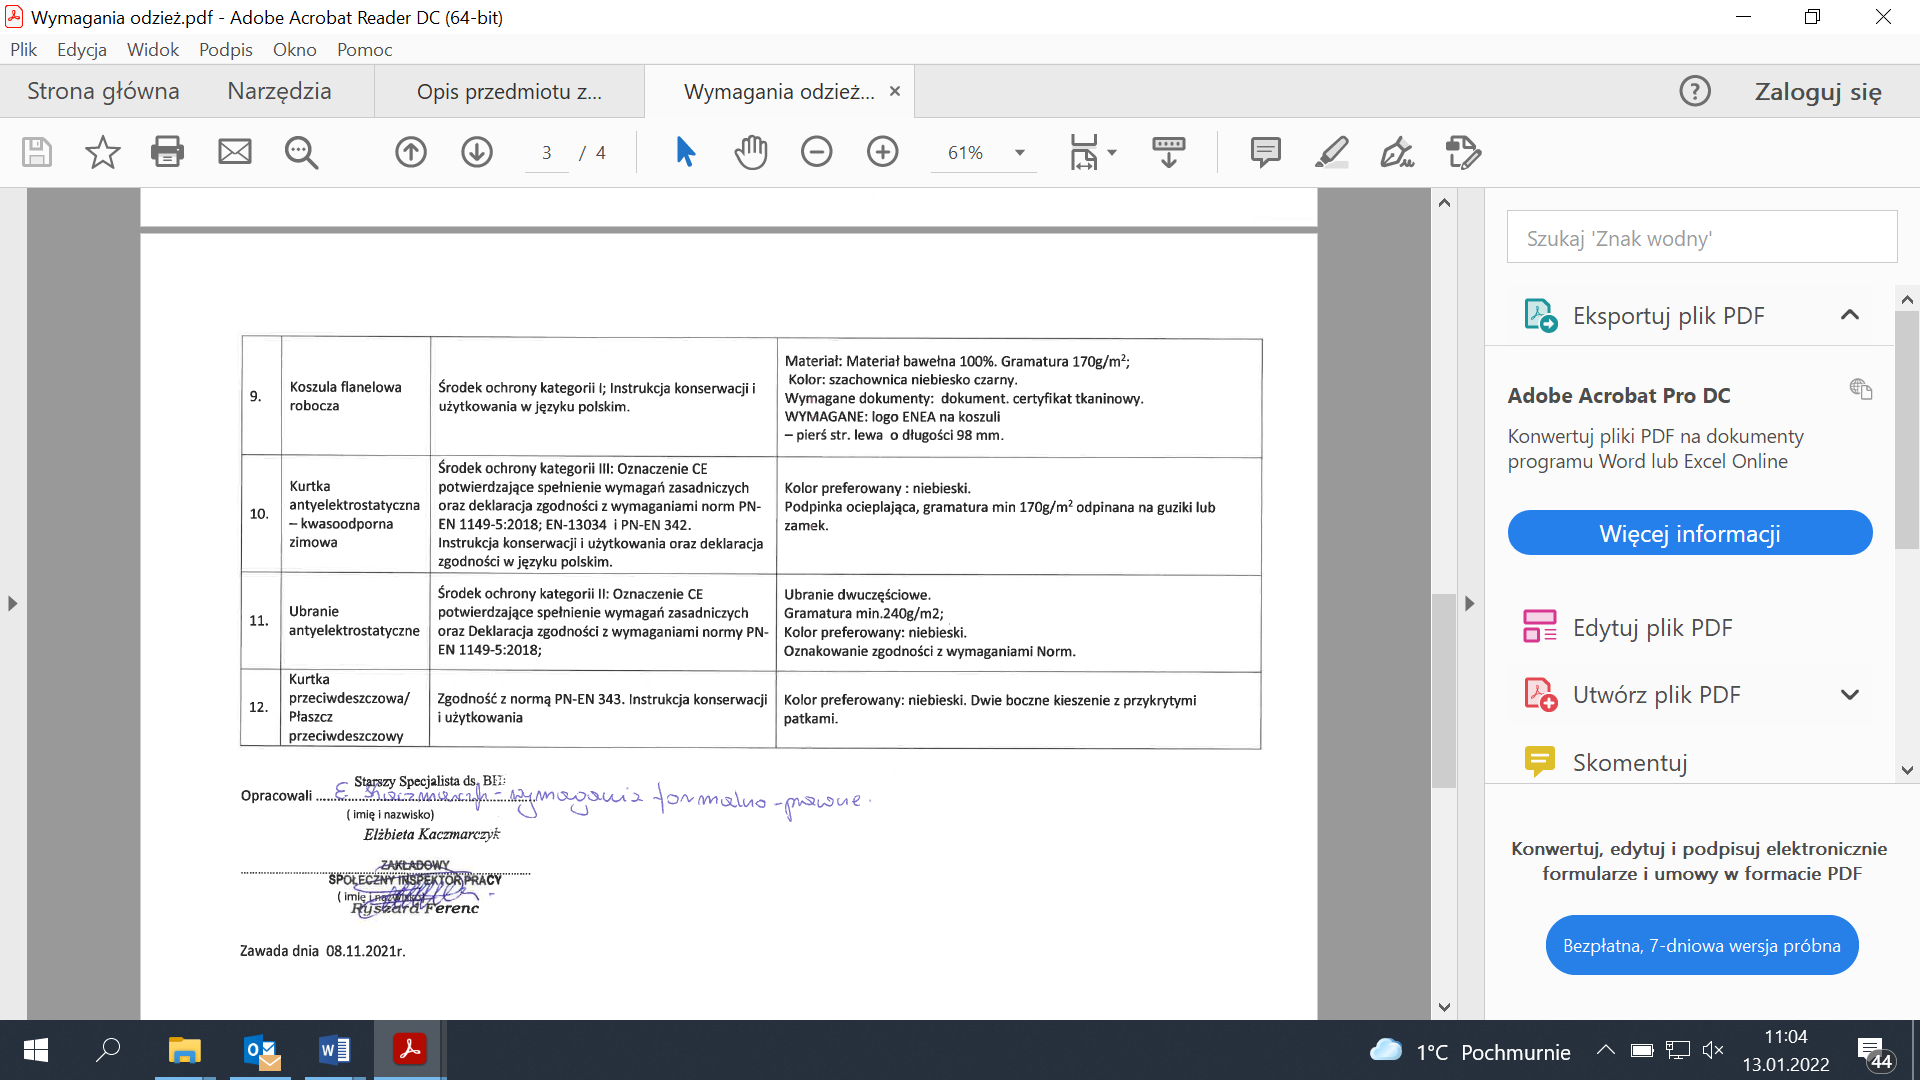 Wymagania odzież.pdf - Adobe Acrobat Reader DC (64-bit)
Plik Edycja Widok Podpis Okno Pomoc
Strona główna Narzędzia Opis przedmiotu z... Wymagania odzież... × Zaloguj się
3 / 4 61%
9.
Koszula flanelowa
robocza
Środek ochrony kategorii I; Instrukcja konserwacji i
użytkowania w języku polskim.
Materiał: Materiał bawełna 100%. Gramatura 170g/m²;
Kolor: szachownica niebiesko czarny.
Wymagane dokumenty: dokument. certyfikat tkaninowy.
WYMAGANE: logo ENEA na koszuli
– pierś str. lewa o długości 98 mm.
10.
Kurtka
antyelektrostatyczna
– kwasoodporna
zimowa
Środek ochrony kategorii III: Oznaczenie CE
potwierdzające spełnienie wymagań zasadniczych
oraz deklaracja zgodności z wymaganiami norm PN-
EN 1149-5:2018; EN-13034 i PN-EN 342.
Instrukcja konserwacji i użytkowania oraz deklaracja
zgodności w języku polskim.
Kolor preferowany : niebieski.
Podpinka ocieplająca, gramatura min 170g/m² odpinana na guziki lub
zamek.
11.
Ubranie
antyelektrostatyczne
Środek ochrony kategorii II: Oznaczenie CE
potwierdzające spełnienie wymagań zasadniczych
oraz Deklaracja zgodności z wymaganiami normy PN-
EN 1149-5:2018;
Ubranie dwuczęściowe.
Gramatura min.240g/m2;
Kolor preferowany: niebieski.
Oznakowanie zgodności z wymaganiami Norm.
12.
Kurtka
przeciwdeszczowa/
Płaszcz
przeciwdeszczowy
Zgodność z normą PN-EN 343. Instrukcja konserwacji
i użytkowania
Kolor preferowany: niebieski. Dwie boczne kieszenie z przykrytymi
patkami.
Starszy Specjalista ds. BH
Opracowali E. Kaczmarczyk - wymagania formalno-prawne.
( imię i nazwisko)
Elżbieta Kaczmarczyk
ZAKŁADOWY
SPOŁECZNY INSPEKTOR PRACY
( imię i nazwisko)
Ryszard Ferenc
Zawada dnia 08.11.2021r.
Szukaj 'Znak wodny'
Eksportuj plik PDF
Adobe Acrobat Pro DC
Konwertuj pliki PDF na dokumenty
programu Word lub Excel Online
Więcej informacji
Edytuj plik PDF
Utwórz plik PDF
Skomentuj
Konwertuj, edytuj i podpisuj elektronicznie
formularze i umowy w formacie PDF
Bezpłatna, 7-dniowa wersja próbna
1°C Pochmurnie
11:04
13.01.2022
44